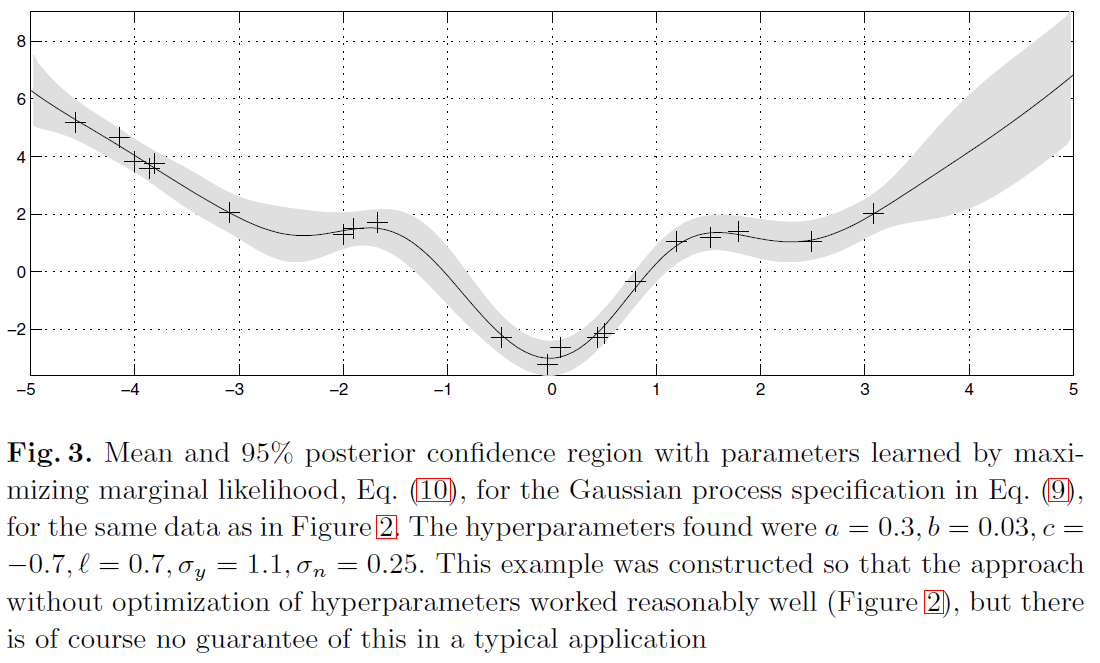 8
6
4
2
0
−2
−5 −4 −3 −2 −1 0 1 2 3 4 5
Fig. 3. Mean and 95% posterior confidence region with parameters learned by maxi-
mizing marginal likelihood, Eq. (10), for the Gaussian process specification in Eq. (9),
for the same data as in Figure 2. The hyperparameters found were a = 0.3, b = 0.03, c =
−0.7, ℓ = 0.7, σy = 1.1, σn = 0.25. This example was constructed so that the approach
without optimization of hyperparameters worked reasonably well (Figure 2), but there
is of course no guarantee of this in a typical application